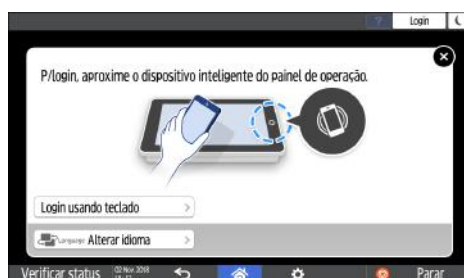 ? Login
P/login, aproxime o dispositivo inteligente do painel de operação.
Login usando teclado
Language Alterar idioma
Verificar status 02 Nov. 2018 Parar